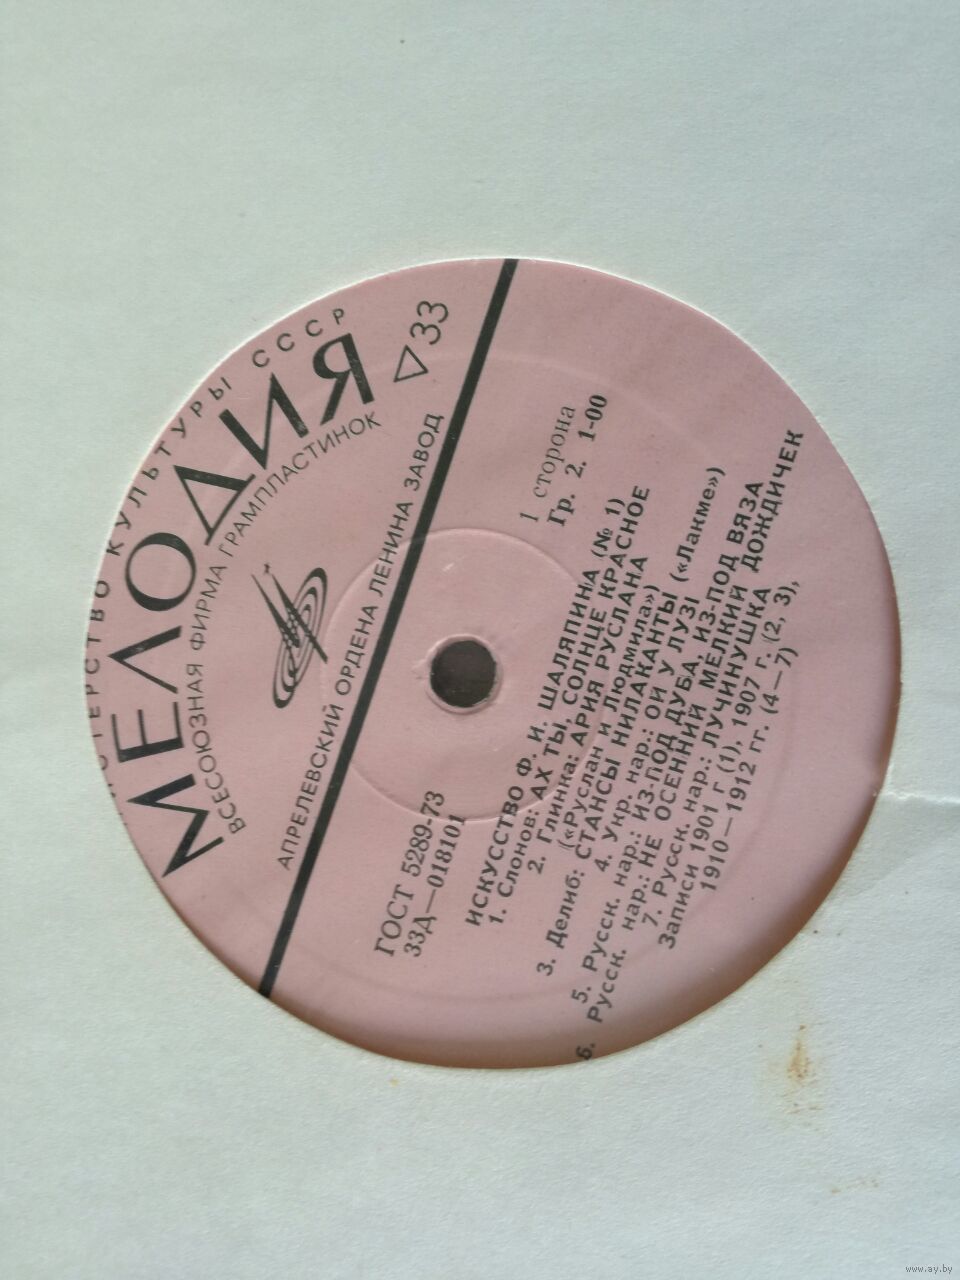 ИСТЕРСТВО КУЛЬТУРЫ СССР
МЕЛОДИЯ
ВСЕСОЮЗНАЯ ФИРМА ГРАМПЛАСТИНОК
33
АПРЕЛЕВСКИЙ ОРДЕНА ЛЕНИНА ЗАВОД
ГОСТ 5289-73
33Д—018101
1 сторона
Гр. 2. 1-00
ИСКУССТВО Ф. И. ШАЛЯПИНА (№ 1)
1. Слонов: АХ ТЫ, СОЛНЦЕ КРАСНОЕ
2. Глинка: АРИЯ РУСЛАНА
(«Руслан и Людмила»)
3. Делиб: СТАНСЫ НИЛАКАНТЫ («Лакме»)
4. Укр. нар.: ОЙ У ЛУЗІ
5. Русск. нар.: ИЗ-ПОД ДУБА, ИЗ-ПОД ВЯЗА
6. Русск. нар.: НЕ ОСЕННИЙ МЕЛКИЙ ДОЖДИЧЕК
7. Русск. нар.: ЛУЧИНУШКА
Записи 1901 г (1), 1907 г. (2, 3),
1910—1912 гг. (4—7)
www.ay.by